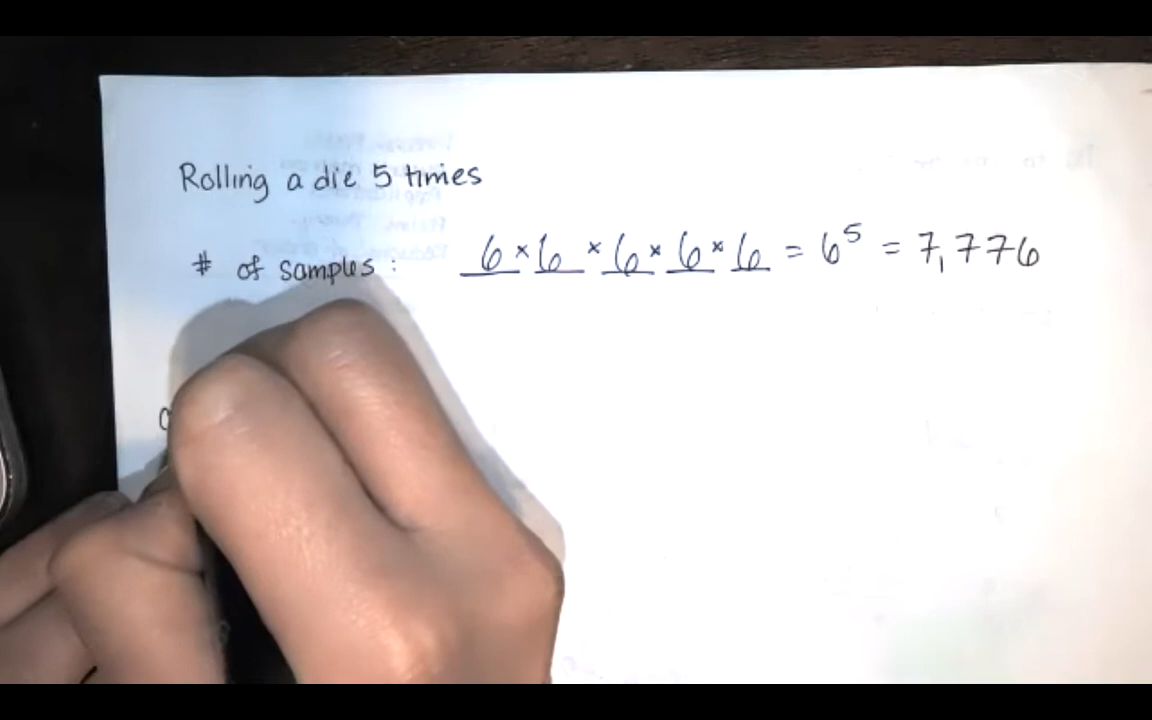 Rolling a die 5 times
# of samples : 6 × 6 × 6 × 6 × 6 = 6⁵ = 7,776